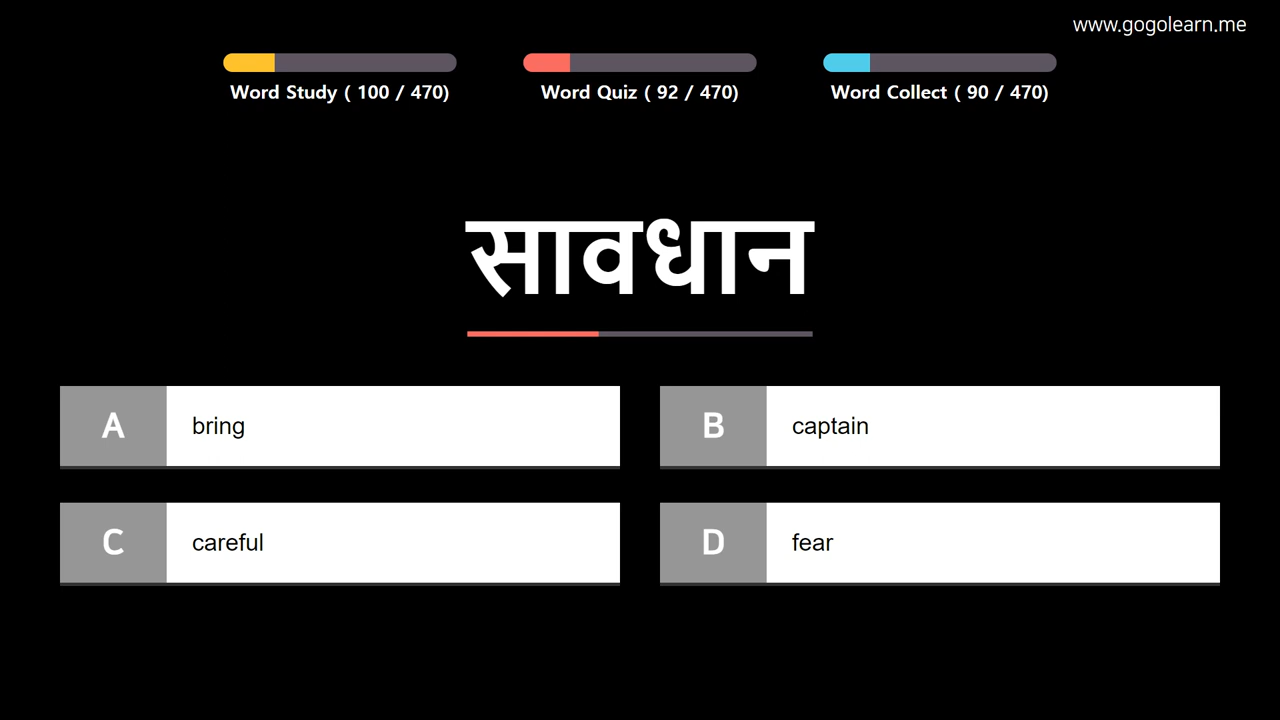 www.gogolearn.me
Word Study ( 100 / 470)
Word Quiz ( 92 / 470)
Word Collect ( 90 / 470)
सावधान
A bring
B captain
C careful
D fear